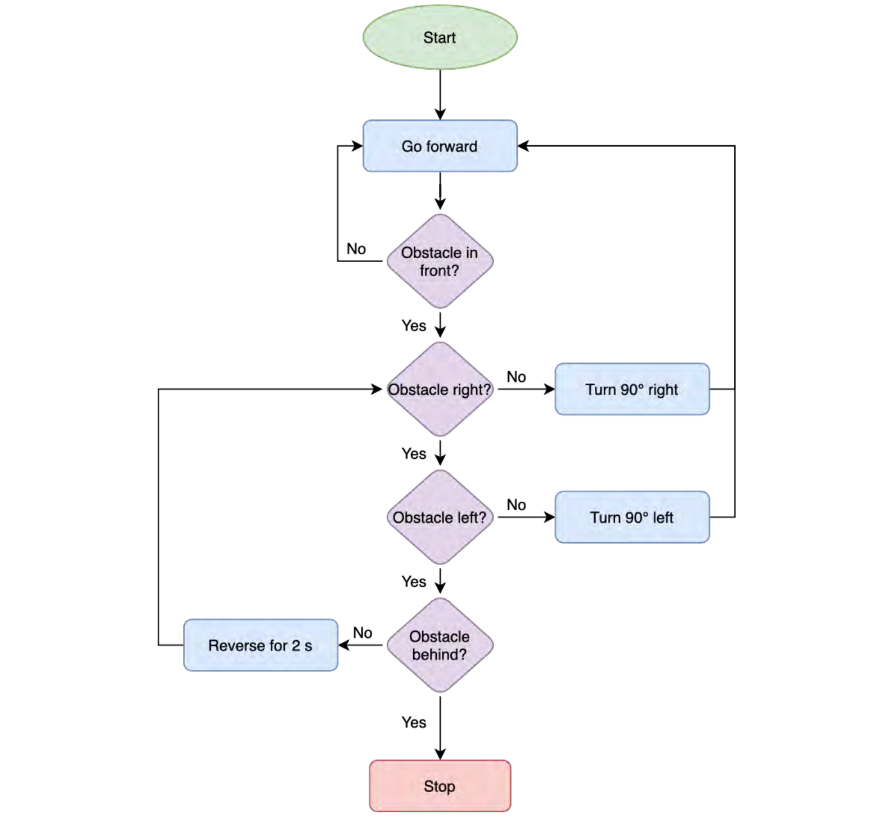 Start
Go forward
No
Obstacle in
front?
Yes
Obstacle right?
No
Turn 90° right
Yes
Obstacle left?
No
Turn 90° left
Yes
Reverse for 2 s
No
Obstacle
behind?
Yes
Stop